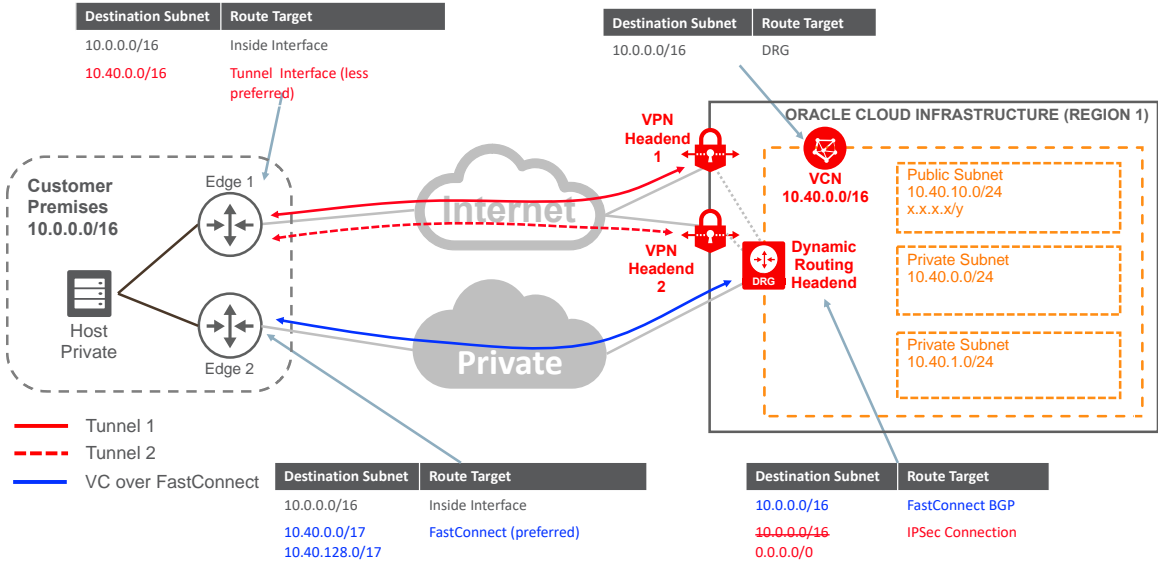 Destination Subnet Route Target
10.0.0.0/16 Inside Interface
10.40.0.0/16 Tunnel Interface (less
preferred)
Destination Subnet Route Target
10.0.0.0/16 DRG
ORACLE CLOUD INFRASTRUCTURE (REGION 1)
VPN
Headend
1
VCN
10.40.0.0/16
Public Subnet
10.40.10.0/24
x.x.x.x/y
Customer
Premises
10.0.0.0/16
Edge 1
Internet
VPN
Headend
2
DRG
Dynamic
Routing
Headend
Private Subnet
10.40.0.0/24
Host
Private
Edge 2
Private
Private Subnet
10.40.1.0/24
Tunnel 1
Tunnel 2
VC over FastConnect
Destination Subnet Route Target
10.0.0.0/16 Inside Interface
10.40.0.0/17 FastConnect (preferred)
10.40.128.0/17
Destination Subnet Route Target
10.0.0.0/16 FastConnect BGP
10.0.0.0/16 IPSec Connection
0.0.0.0/0